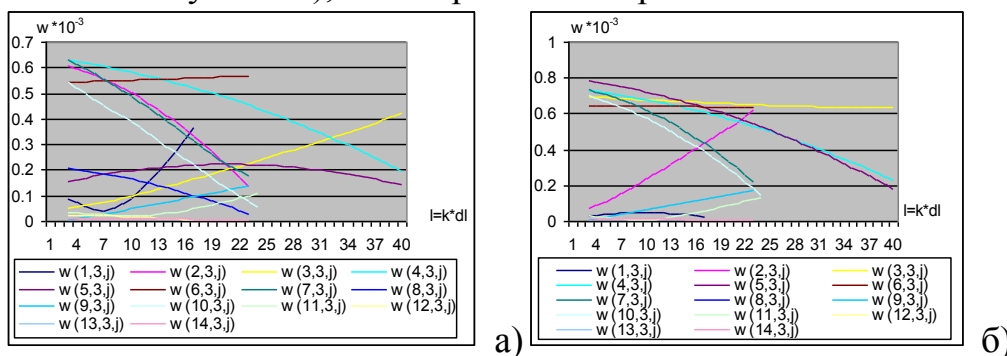 w *10⁻³
0.7
0.6
0.5
0.4
0.3
0.2
0.1
0
l=k*dl
1 4 7 10 13 16 19 22 25 28 31 34 37 40
w (1,3,j) w (2,3,j) w (3,3,j) w (4,3,j)
w (5,3,j) w (6,3,j) w (7,3,j) w (8,3,j)
w (9,3,j) w (10,3,j) w (11,3,j) w (12,3,j)
w (13,3,j) w (14,3,j)
а)
w *10⁻³
1
0.8
0.6
0.4
0.2
0
l=k*dl
1 4 7 10 13 16 19 22 25 28 31 34 37 40
w (1,3,j) w (2,3,j) w (3,3,j)
w (4,3,j) w (5,3,j) w (6,3,j)
w (7,3,j) w (8,3,j) w (9,3,j)
w (10,3,j) w (11,3,j) w (12,3,j)
w (13,3,j) w (14,3,j)
б)